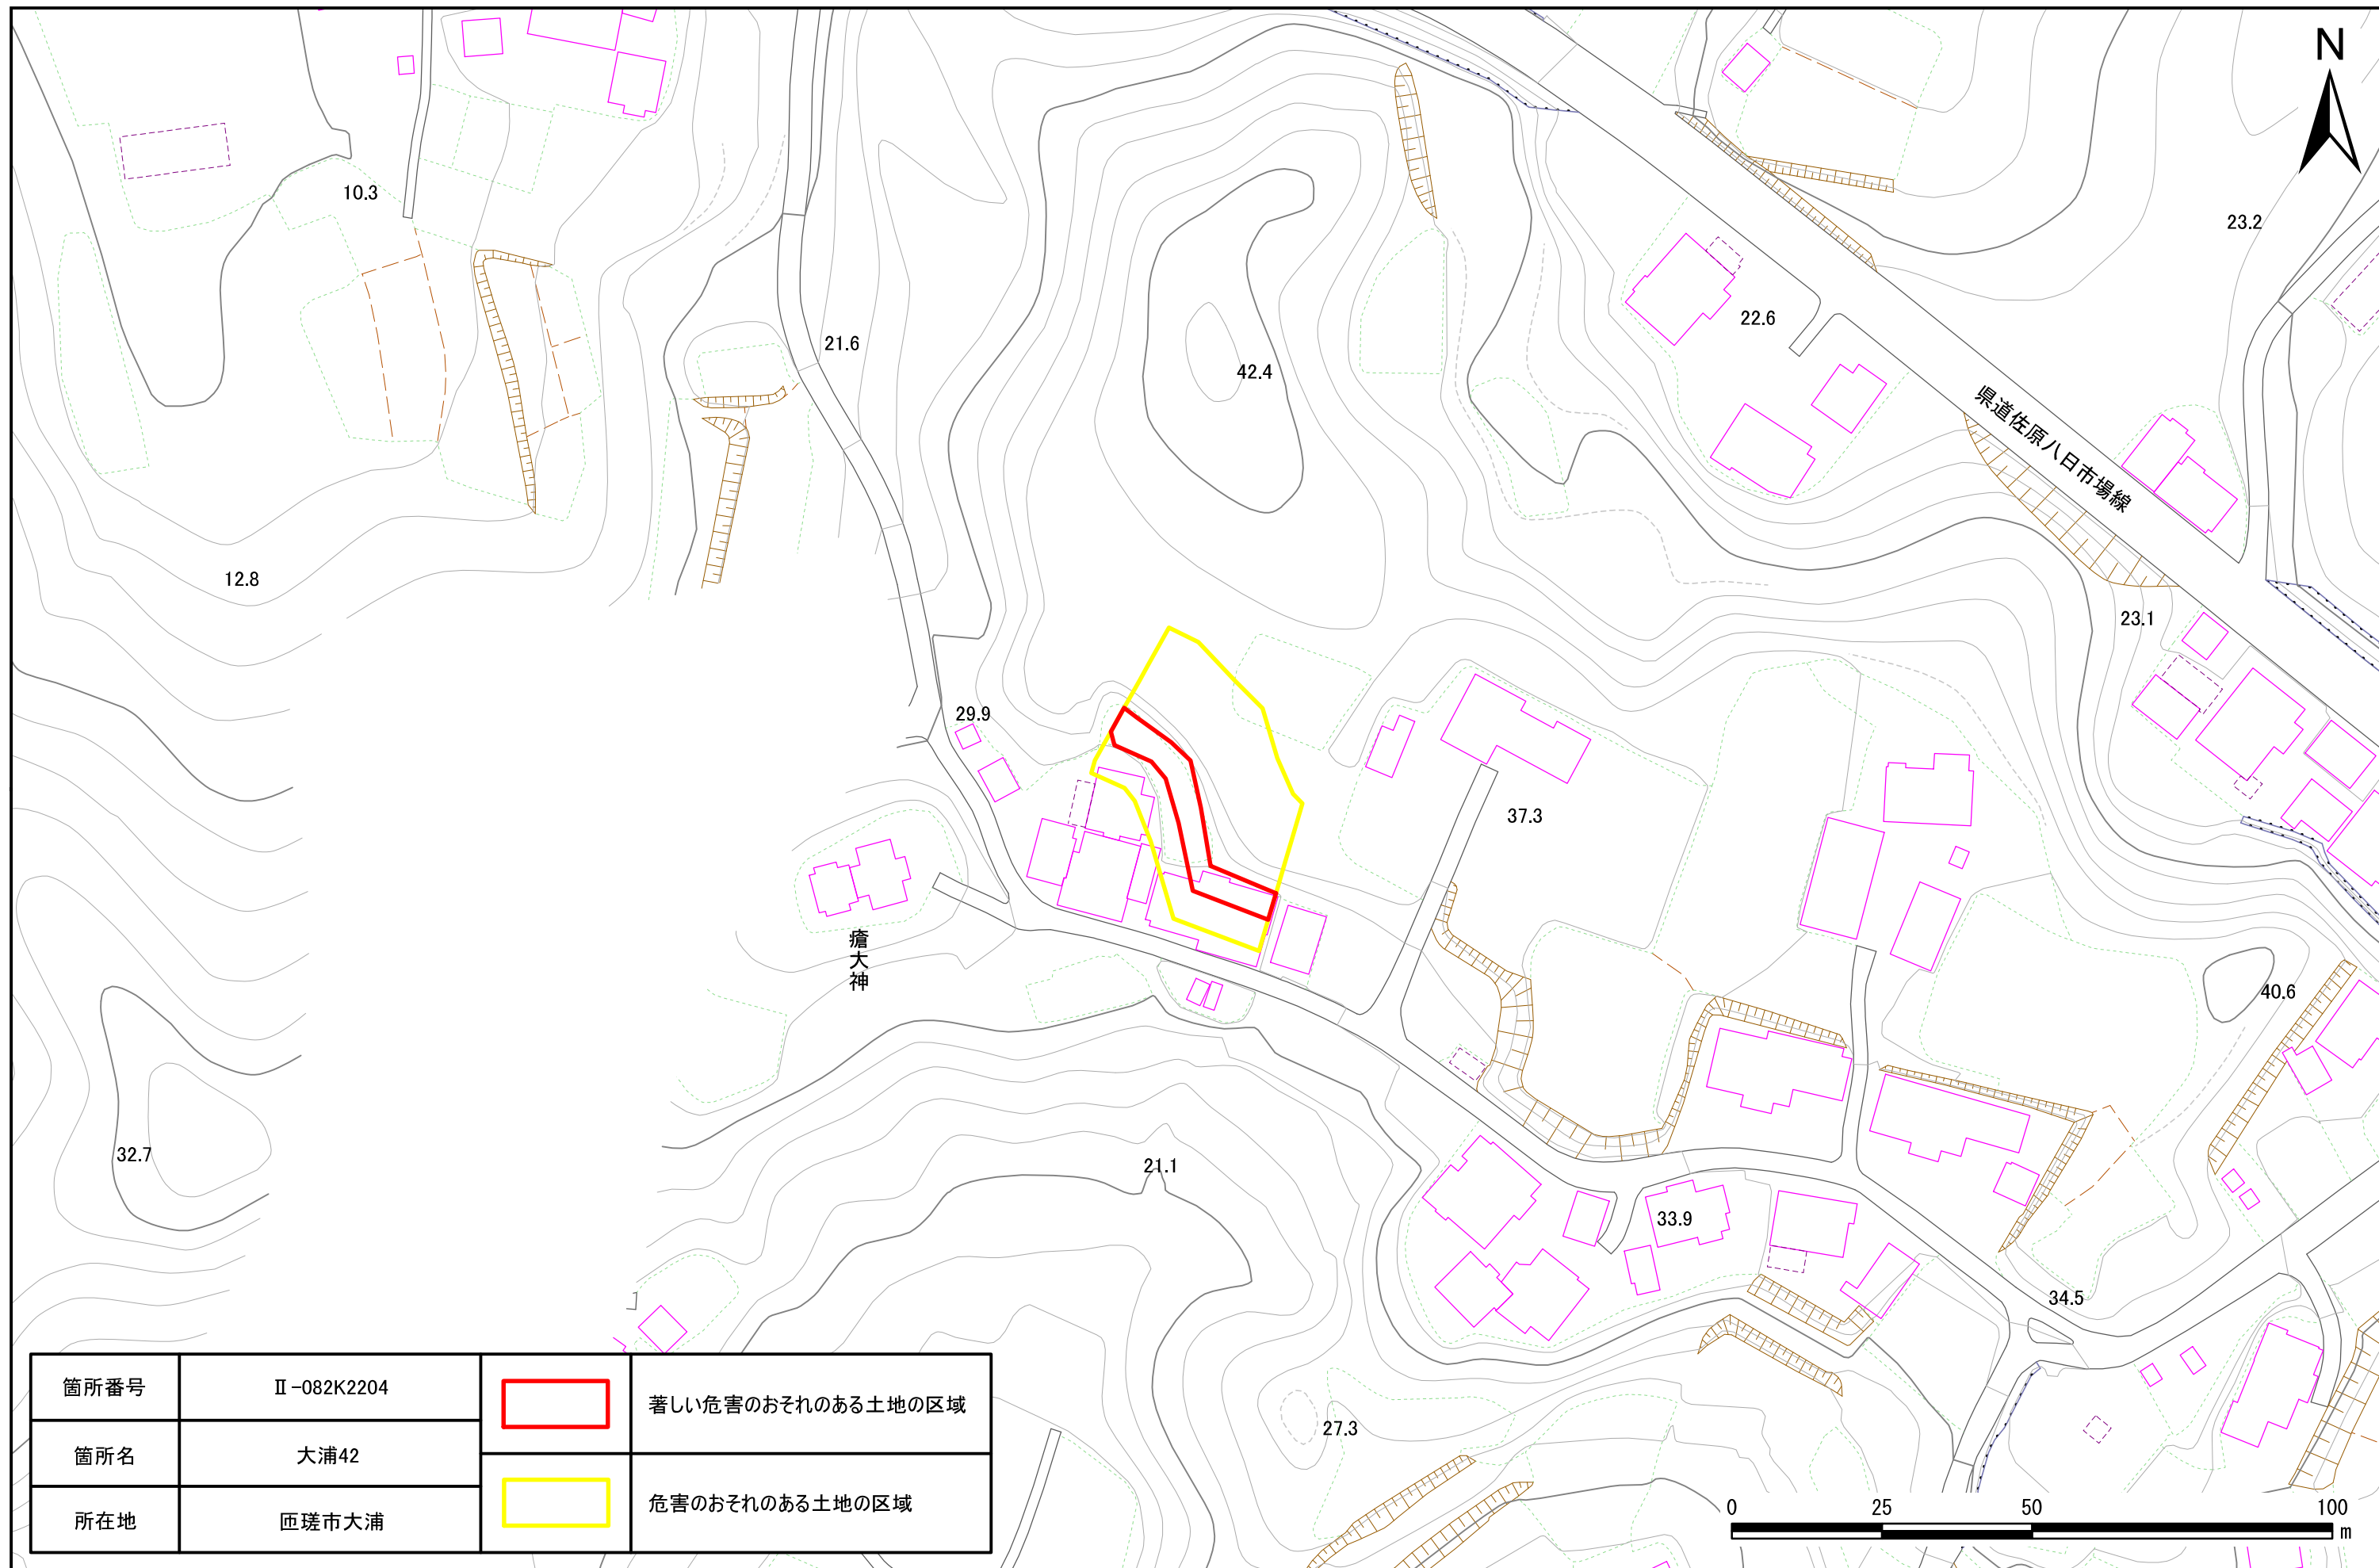 N
10.3
23.2
22.6
21.6
42.4
県道佐原八日市場線
12.8
23.1
29.9
37.3
瘡大神
40.6
32.7
21.1
33.9
34.5
27.3
箇所番号 Ⅱ-082K2204
箇所名 大浦42
所在地 匝瑳市大浦
著しい危害のおそれのある土地の区域
危害のおそれのある土地の区域
0 25 50 100
m